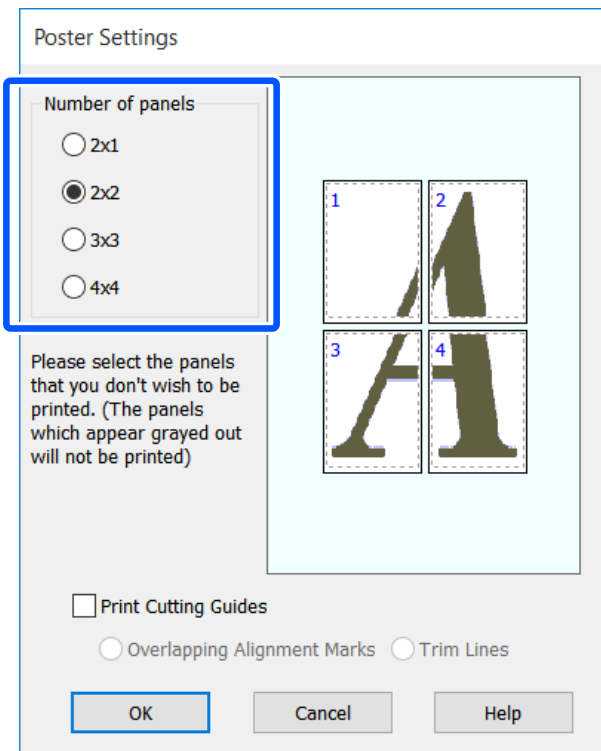 Poster Settings
Number of panels
2x1
2x2
3x3
4x4
1
2
3
4
Please select the panels
that you don't wish to be
printed. (The panels
which appear grayed out
will not be printed)
Print Cutting Guides
Overlapping Alignment Marks Trim Lines
OK Cancel Help